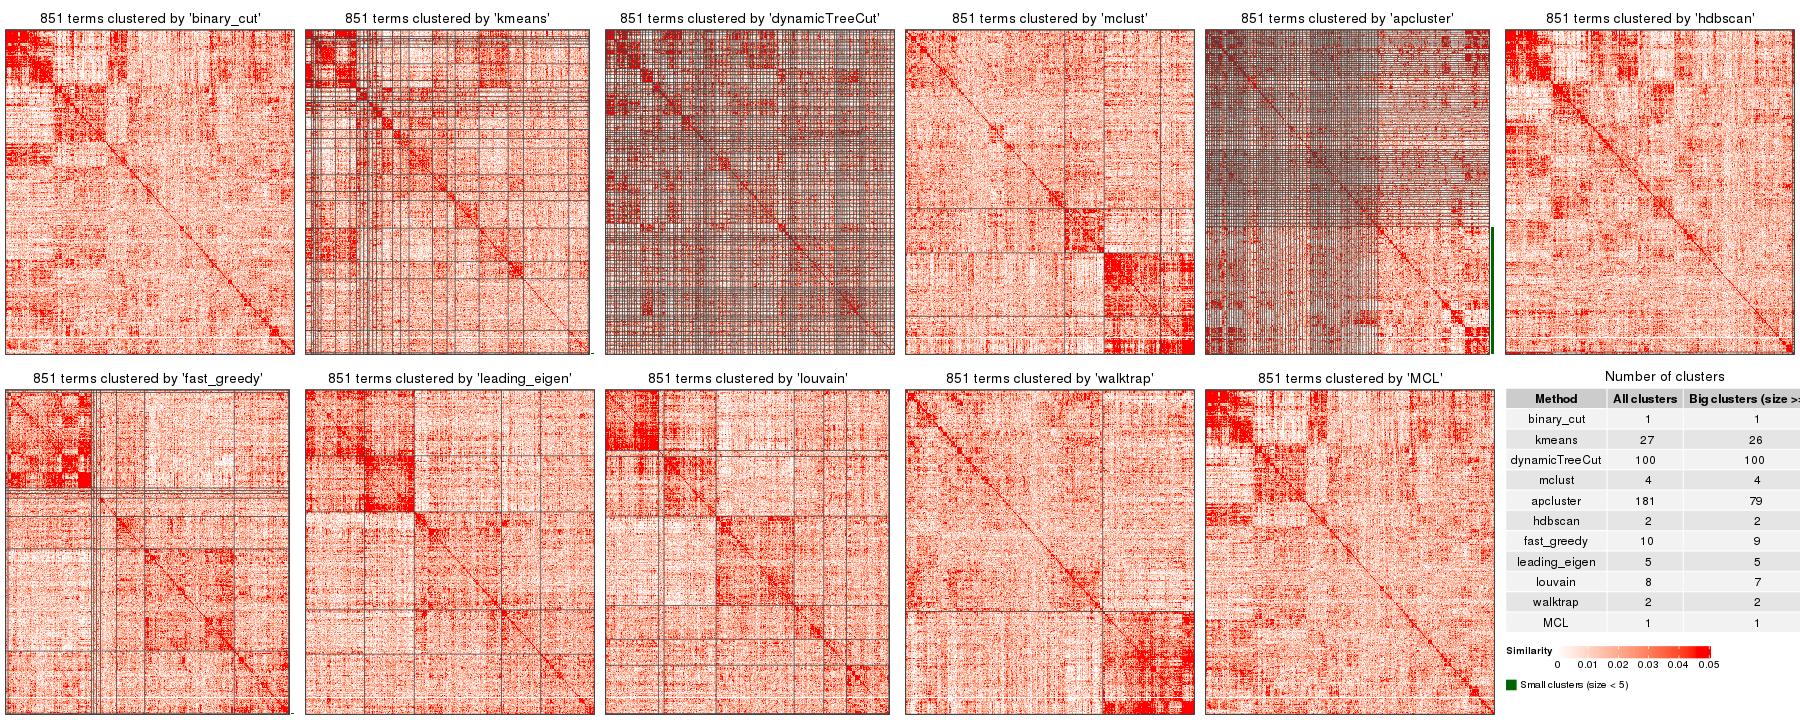 851 terms clustered by 'binary_cut'
851 terms clustered by 'kmeans'
851 terms clustered by 'dynamicTreeCut'
851 terms clustered by 'mclust'
851 terms clustered by 'apcluster'
851 terms clustered by 'hdbscan'
851 terms clustered by 'fast_greedy'
851 terms clustered by 'leading_eigen'
851 terms clustered by 'louvain'
851 terms clustered by 'walktrap'
851 terms clustered by 'MCL'
Number of clusters
Method All clusters Big clusters (size >=
binary_cut 1 1
kmeans 27 26
dynamicTreeCut 100 100
mclust 4 4
apcluster 181 79
hdbscan 2 2
fast_greedy 10 9
leading_eigen 5 5
louvain 8 7
walktrap 2 2
MCL 1 1
Similarity
0 0.01 0.02 0.03 0.04 0.05
Small clusters (size < 5)